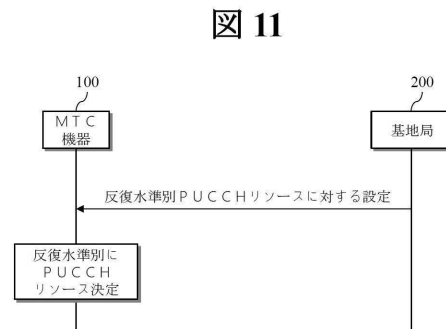 図 11
100
200
MTC
機器
基地局
反復水準別PUCCHリソースに対する設定
反復水準別に
PUCCH
リソース決定